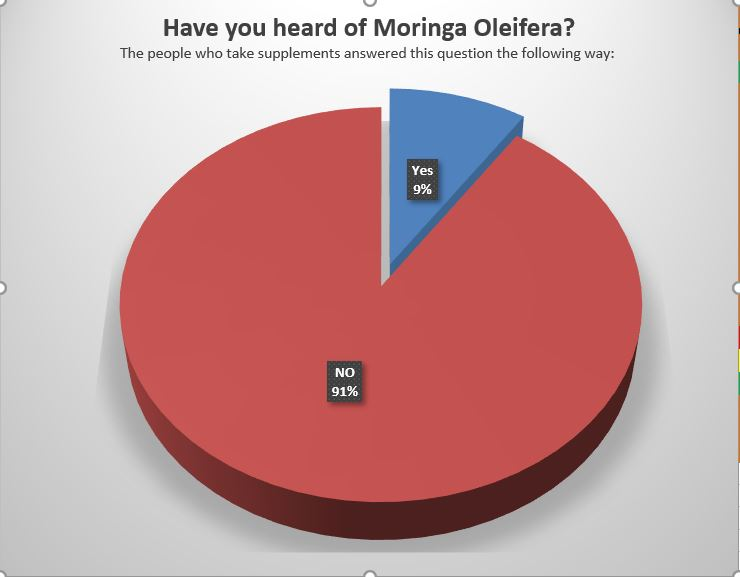 Have you heard of Moringa Oleifera?
The people who take supplements answered this question the following way:
Yes
9%
NO
91%